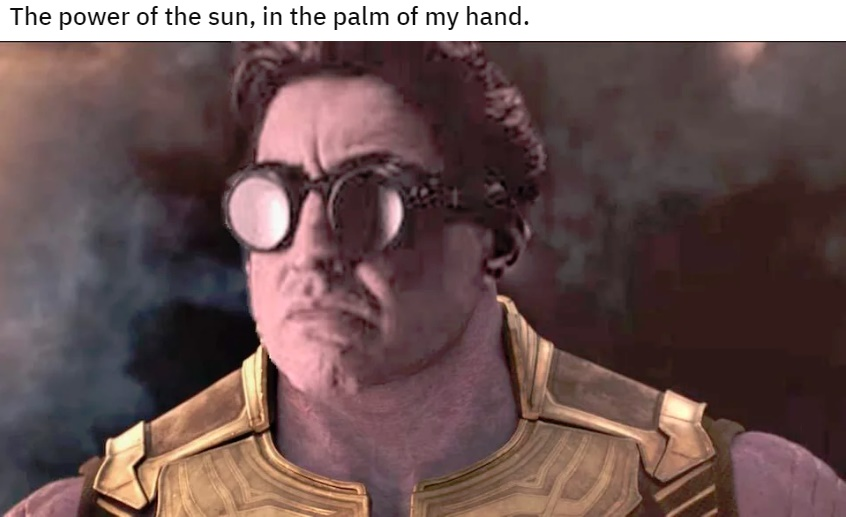 The power of the sun, in the palm of my hand.